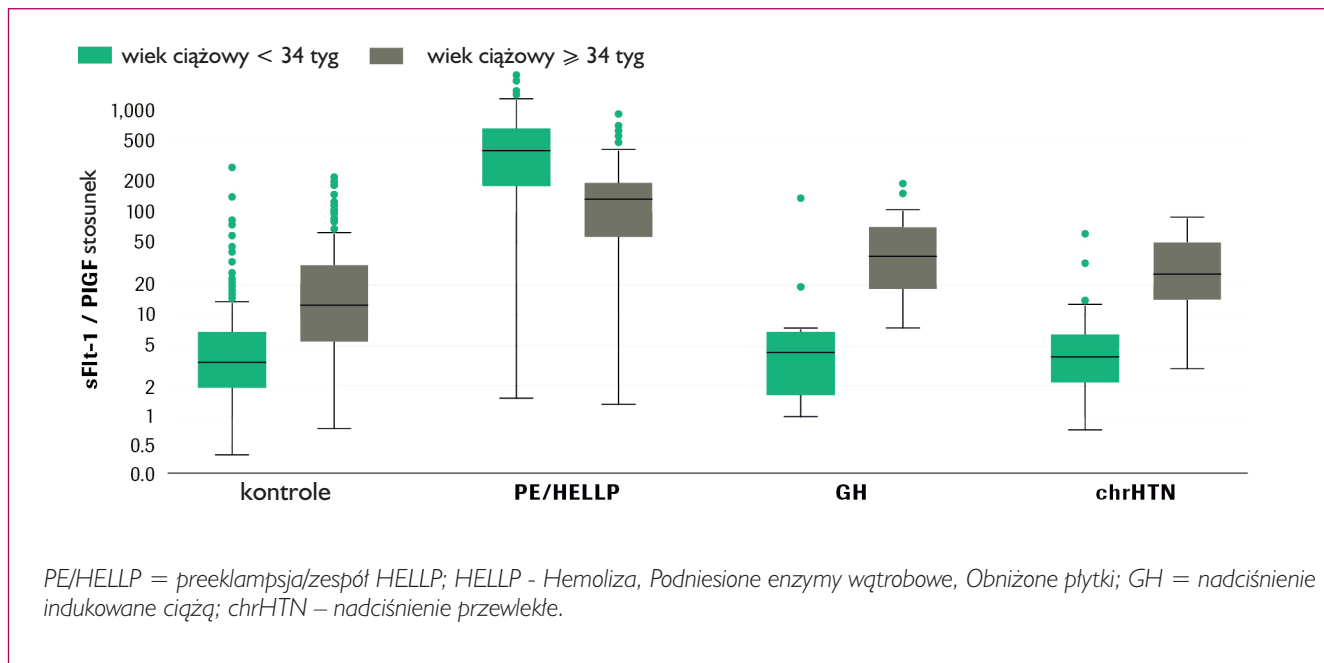 wiek ciążowy < 34 tyg wiek ciążowy ⩾ 34 tyg
sFlt-1 / PlGF stosunek
1,000
500
200
100
50
20
10
5
2
1
0.5
0.0
kontrole PE/HELLP GH chrHTN
PE/HELLP = preeklampsja/zespół HELLP; HELLP - Hemoliza, Podniesione enzymy wątrobowe, Obniżone płytki; GH = nadciśnienie
indukowane ciążą; chrHTN – nadciśnienie przewlekłe.